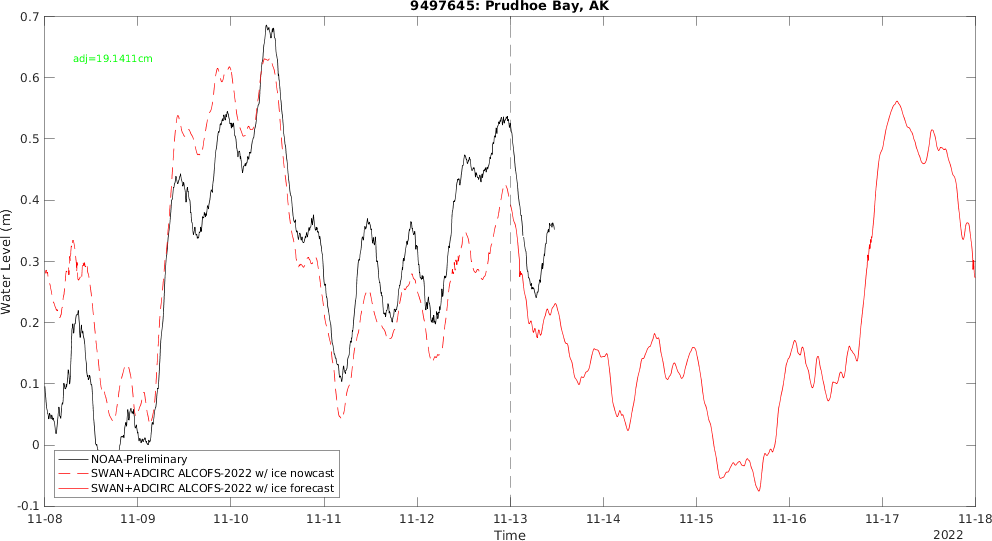 9497645: Prudhoe Bay, AK
adj=19.1411cm
0.7
0.6
0.5
0.4
0.3
0.2
0.1
0
-0.1
Water Level (m)
NOAA-Preliminary
SWAN+ADCIRC ALCOFS-2022 w/ ice nowcast
SWAN+ADCIRC ALCOFS-2022 w/ ice forecast
11-08 11-09 11-10 11-11 11-12 11-13 11-14 11-15 11-16 11-17 11-18
Time
2022